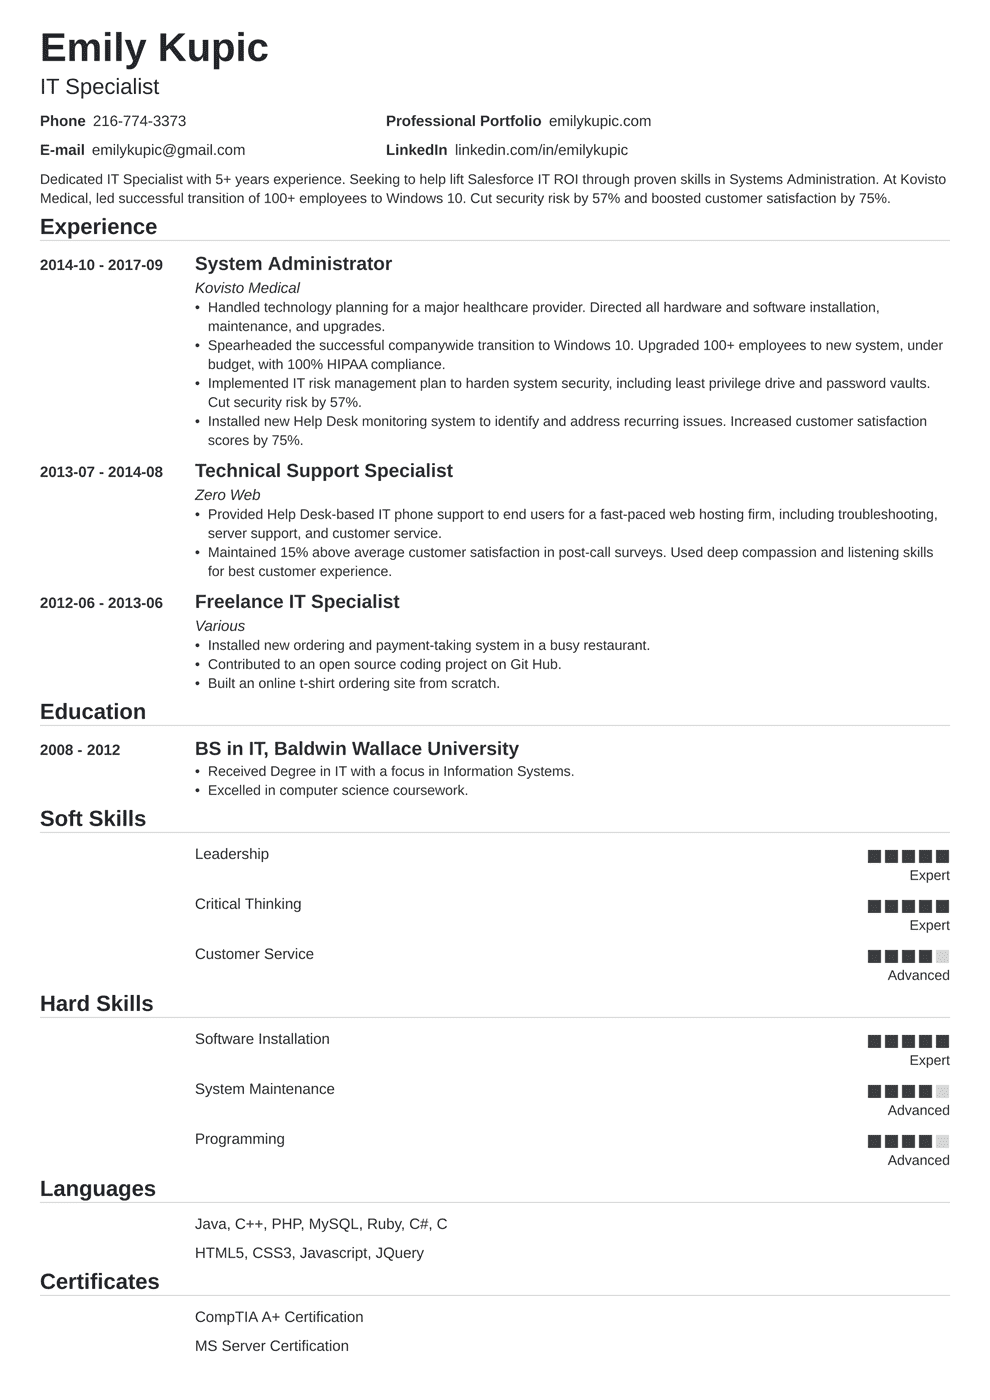 Emily Kupic
IT Specialist
Phone 216-774-3373 Professional Portfolio emilykupic.com
E-mail emilykupic@gmail.com LinkedIn linkedin.com/in/emilykupic
Dedicated IT Specialist with 5+ years experience. Seeking to help lift Salesforce IT ROI through proven skills in Systems Administration. At Kovisto
Medical, led successful transition of 100+ employees to Windows 10. Cut security risk by 57% and boosted customer satisfaction by 75%.
Experience
2014-10 - 2017-09 System Administrator
Kovisto Medical
• Handled technology planning for a major healthcare provider. Directed all hardware and software installation,
maintenance, and upgrades.
• Spearheaded the successful companywide transition to Windows 10. Upgraded 100+ employees to new system, under
budget, with 100% HIPAA compliance.
• Implemented IT risk management plan to harden system security, including least privilege drive and password vaults.
Cut security risk by 57%.
• Installed new Help Desk monitoring system to identify and address recurring issues. Increased customer satisfaction
scores by 75%.
2013-07 - 2014-08 Technical Support Specialist
Zero Web
• Provided Help Desk-based IT phone support to end users for a fast-paced web hosting firm, including troubleshooting,
server support, and customer service.
• Maintained 15% above average customer satisfaction in post-call surveys. Used deep compassion and listening skills
for best customer experience.
2012-06 - 2013-06 Freelance IT Specialist
Various
• Installed new ordering and payment-taking system in a busy restaurant.
• Contributed to an open source coding project on Git Hub.
• Built an online t-shirt ordering site from scratch.
Education
2008 - 2012 BS in IT, Baldwin Wallace University
• Received Degree in IT with a focus in Information Systems.
• Excelled in computer science coursework.
Soft Skills
Leadership
Expert
Critical Thinking
Expert
Customer Service
Advanced
Hard Skills
Software Installation
Expert
System Maintenance
Advanced
Programming
Advanced
Languages
Java, C++, PHP, MySQL, Ruby, C#, C
HTML5, CSS3, Javascript, JQuery
Certificates
CompTIA A+ Certification
MS Server Certification